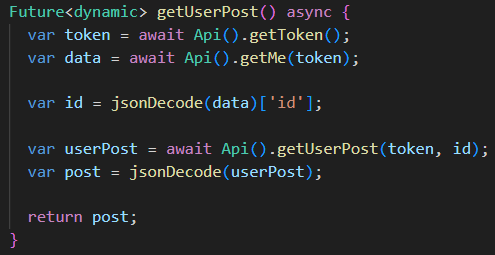 Future<dynamic> getUserPost() async {
  var token = await Api().getToken();
  var data = await Api().getMe(token);

  var id = jsonDecode(data)['id'];

  var userPost = await Api().getUserPost(token, id);
  var post = jsonDecode(userPost);

  return post;
}